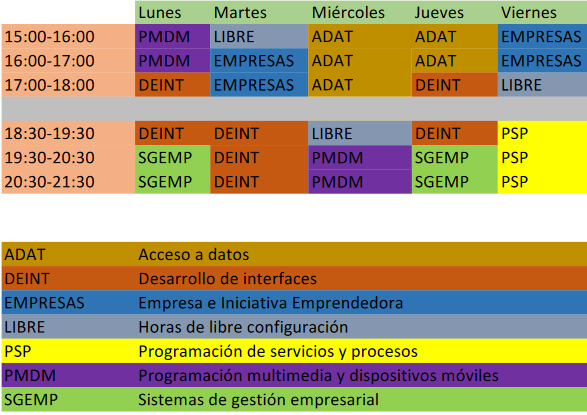 Lunes Martes Miércoles Jueves Viernes
15:00-16:00 PMDM LIBRE ADAT ADAT EMPRESAS
16:00-17:00 PMDM EMPRESAS ADAT ADAT EMPRESAS
17:00-18:00 DEINT EMPRESAS ADAT DEINT LIBRE
18:30-19:30 DEINT DEINT LIBRE DEINT PSP
19:30-20:30 SGEMP DEINT PMDM SGEMP PSP
20:30-21:30 SGEMP DEINT PMDM SGEMP PSP
ADAT Acceso a datos
DEINT Desarrollo de interfaces
EMPRESAS Empresa e Iniciativa Emprendedora
LIBRE Horas de libre configuración
PSP Programación de servicios y procesos
PMDM Programación multimedia y dispositivos móviles
SGEMP Sistemas de gestión empresarial